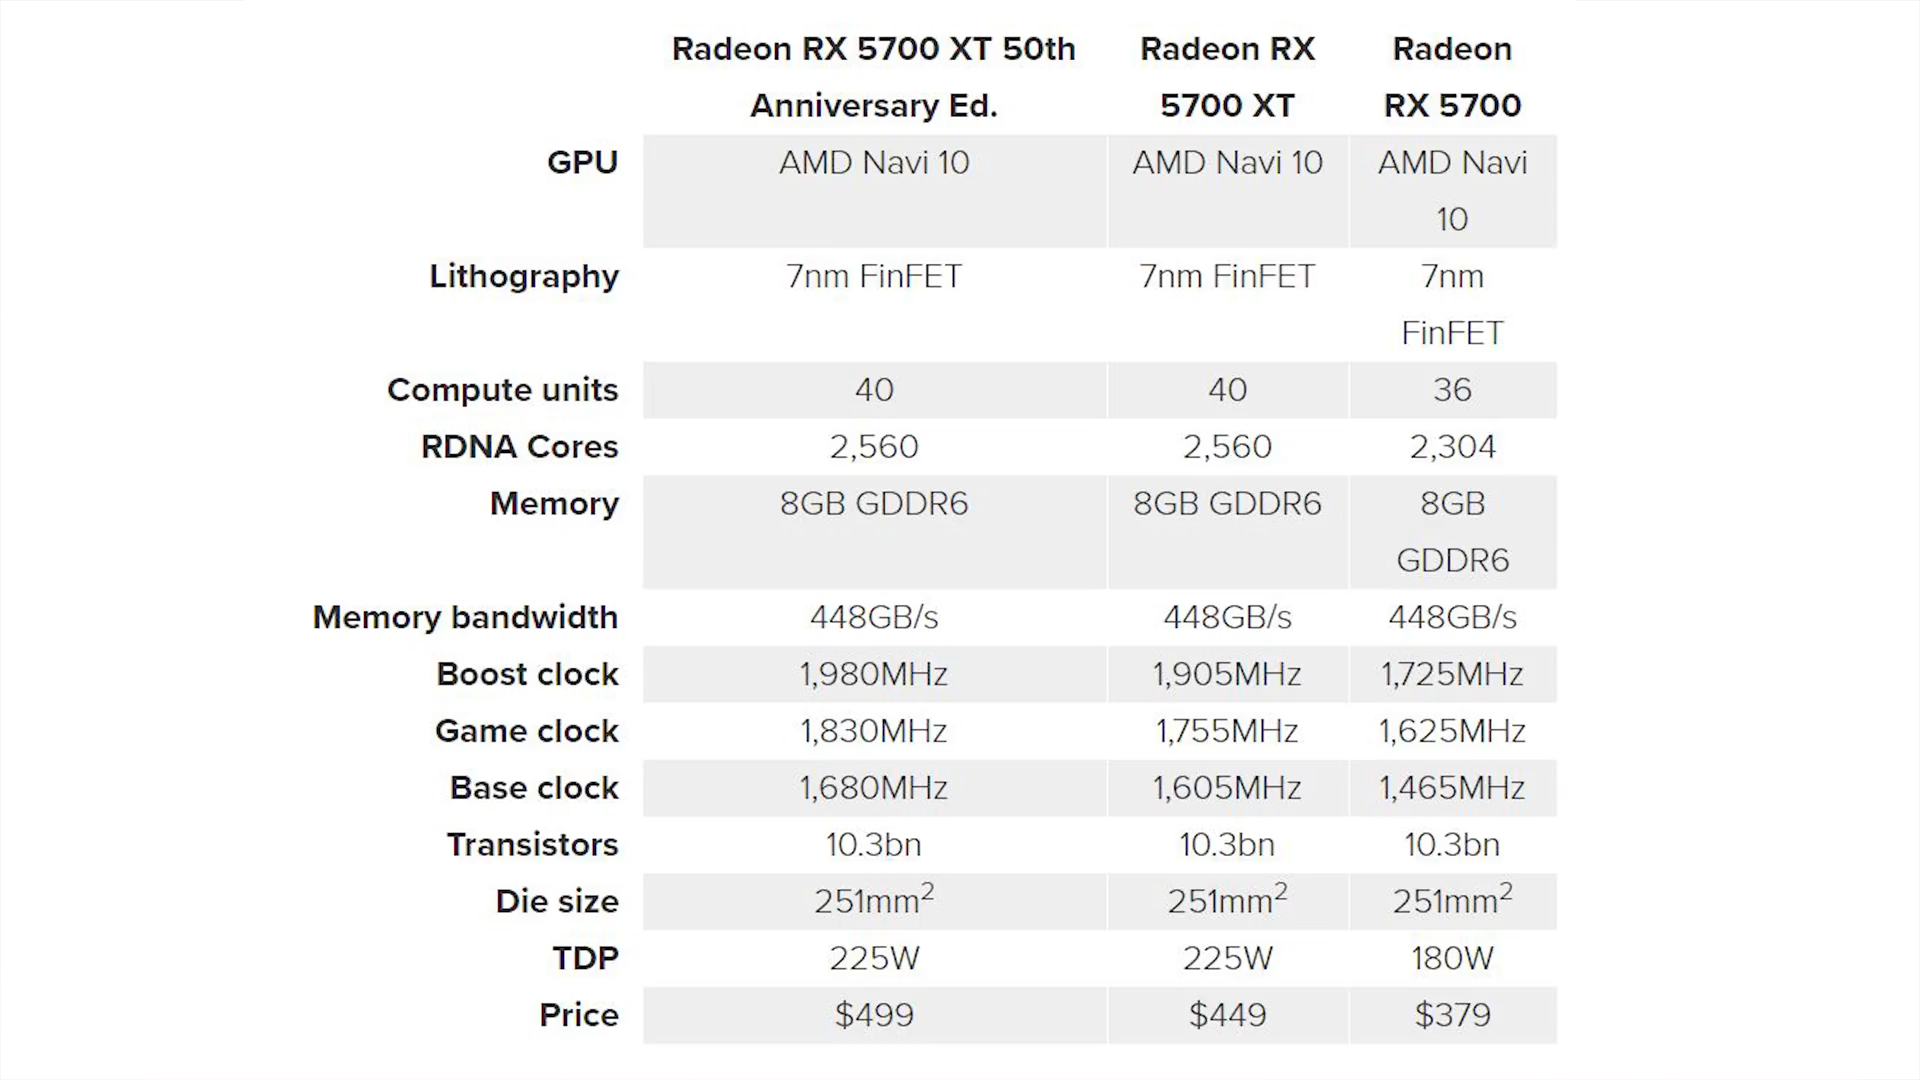 Radeon RX 5700 XT 50th Radeon RX Radeon
Anniversary Ed. 5700 XT RX 5700
GPU AMD Navi 10 AMD Navi 10 AMD Navi
10
Lithography 7nm FinFET 7nm FinFET 7nm
FinFET
Compute units 40 40 36
RDNA Cores 2,560 2,560 2,304
Memory 8GB GDDR6 8GB GDDR6 8GB
GDDR6
Memory bandwidth 448GB/s 448GB/s 448GB/s
Boost clock 1,980MHz 1,905MHz 1,725MHz
Game clock 1,830MHz 1,755MHz 1,625MHz
Base clock 1,680MHz 1,605MHz 1,465MHz
Transistors 10.3bn 10.3bn 10.3bn
Die size 251mm² 251mm² 251mm²
TDP 225W 225W 180W
Price $499 $449 $379